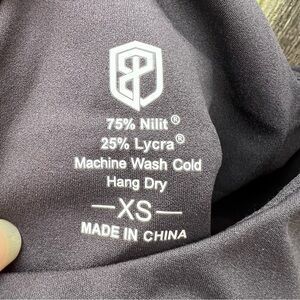 75% Nilit®
25% Lycra®
Machine Wash Cold
Hang Dry
XS
MADE IN CHINA